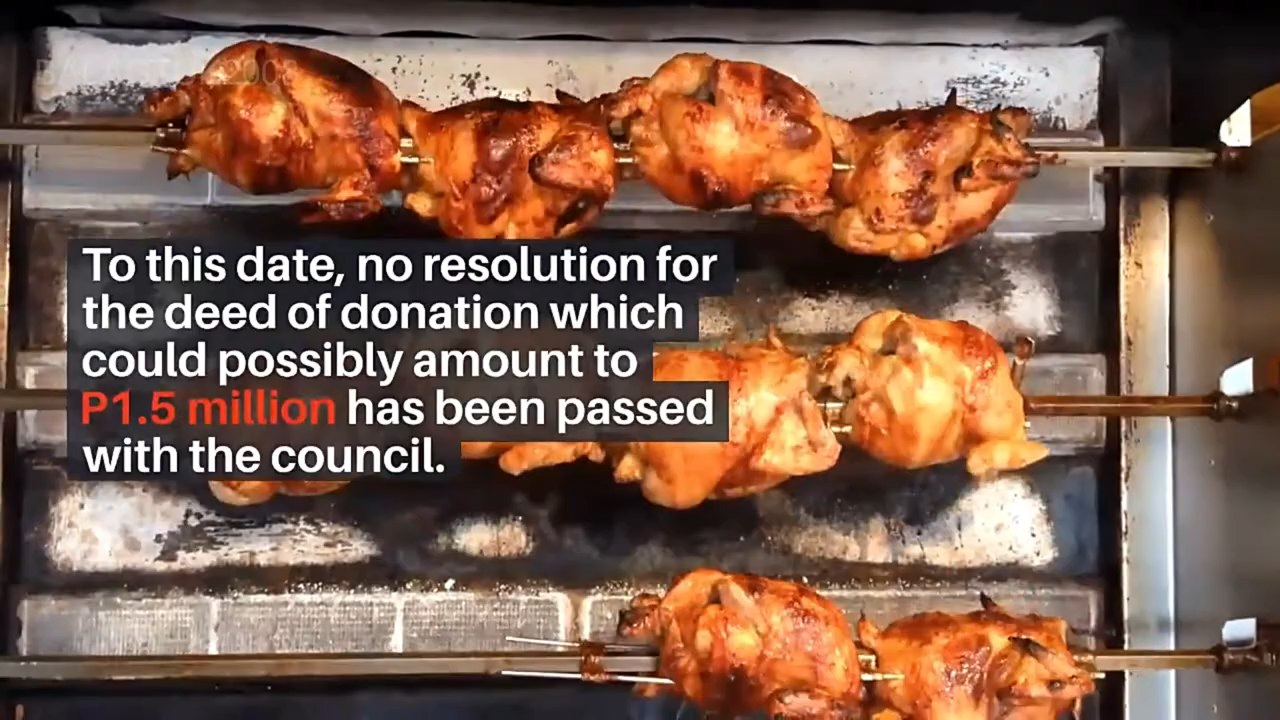 To this date, no resolution for
the deed of donation which
could possibly amount to
P1.5 million has been passed
with the council.